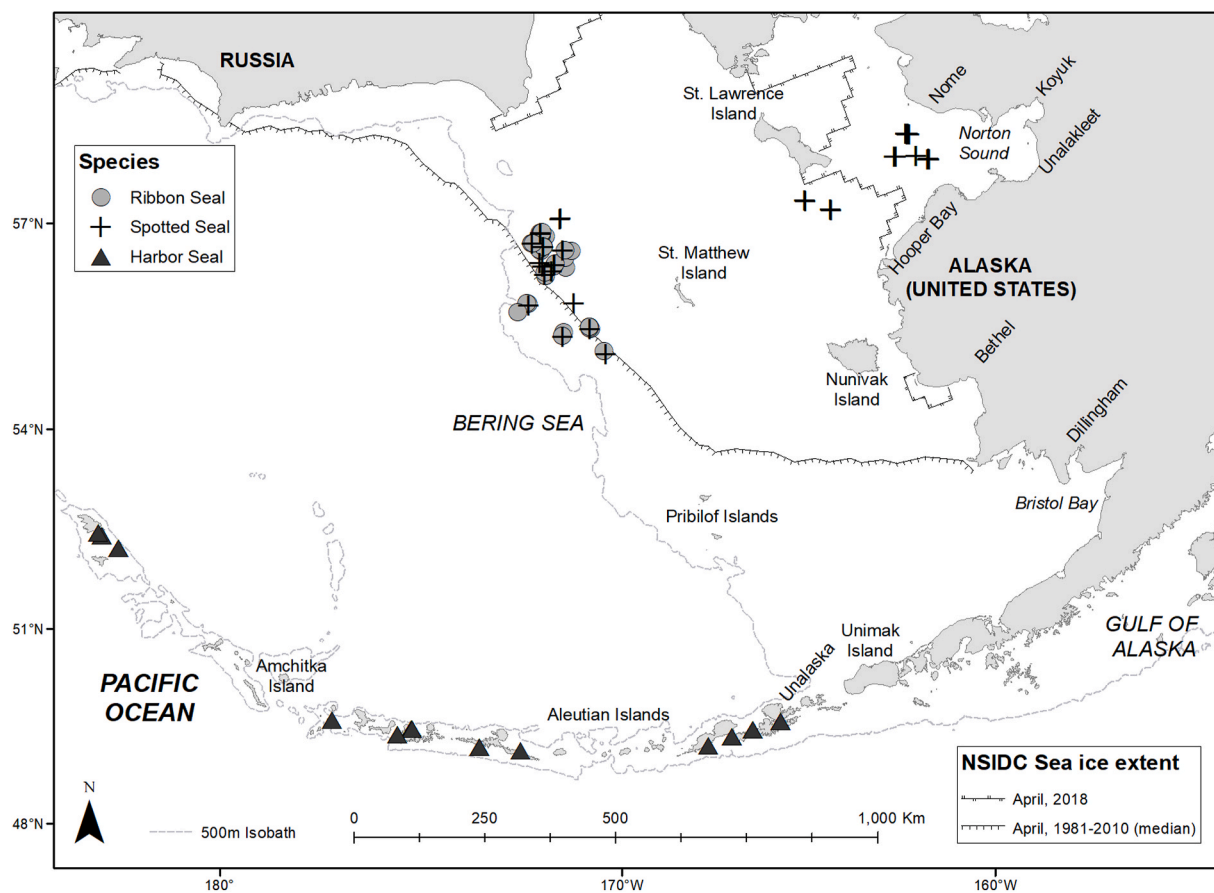 RUSSIA
Nome
Koyuk
St. Lawrence
Island
Norton
Sound
Unalakleet
Species
Ribbon Seal
Spotted Seal
Harbor Seal
57°N
Hooper Bay
St. Matthew
Island
ALASKA
(UNITED STATES)
Bethel
Nunivak
Island
Dillingham
BERING SEA
54°N
Pribilof Islands
Bristol Bay
51°N
GULF OF
ALASKA
Unimak
Island
Unalaska
Amchitka
Island
PACIFIC
OCEAN
Aleutian Islands
NSIDC Sea ice extent
April, 2018
April, 1981-2010 (median)
N
500m Isobath
0
250
500
1,000 Km
48°N
180°
170°W
160°W